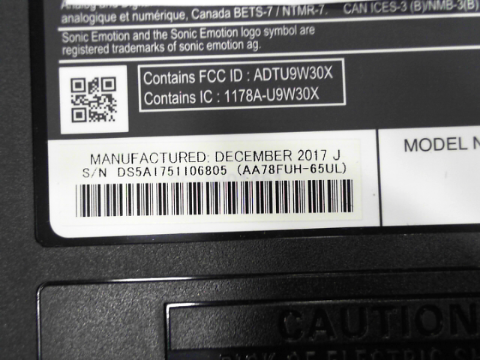 analogique et numérique, Canada BETS-7 / NTMR-7. CAN ICES-3 (B)/NMB-3(B)
Sonic Emotion and the Sonic Emotion logo symbol are
registered trademarks of sonic emotion ag.
Contains FCC ID : ADTU9W30X
Contains IC : 1178A-U9W30X
MANUFACTURED: DECEMBER 2017 J
S/N DS5A1751106805 (AA78FUH-65UL)
MODEL N
CAUTION